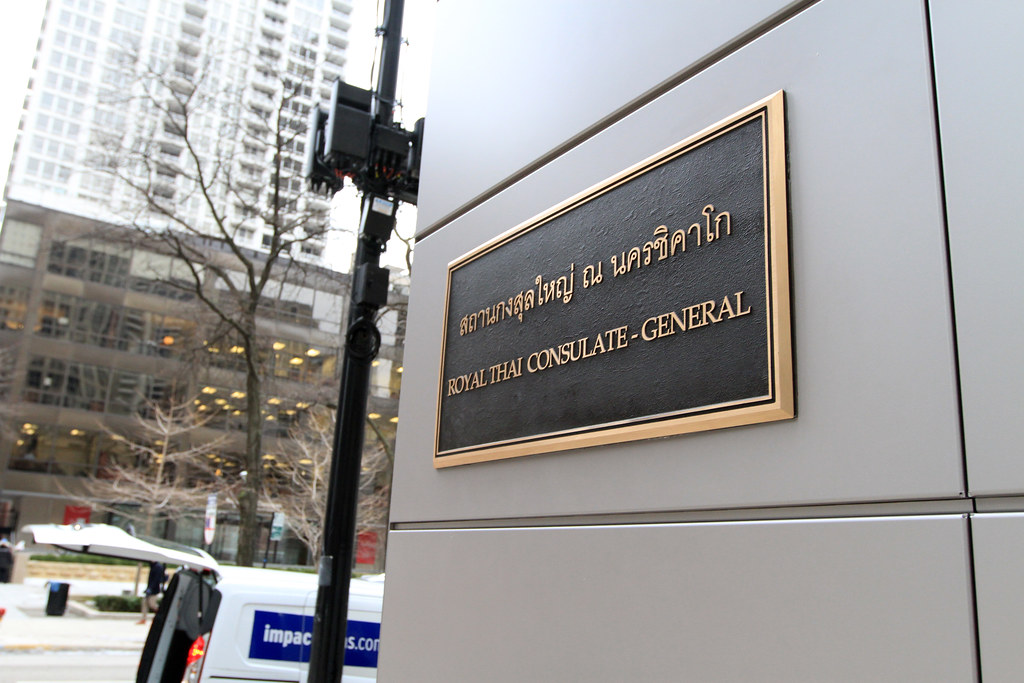 สถานกงสุลใหญ่ ณ นครชิคาโก
ROYAL THAI CONSULATE-GENERAL